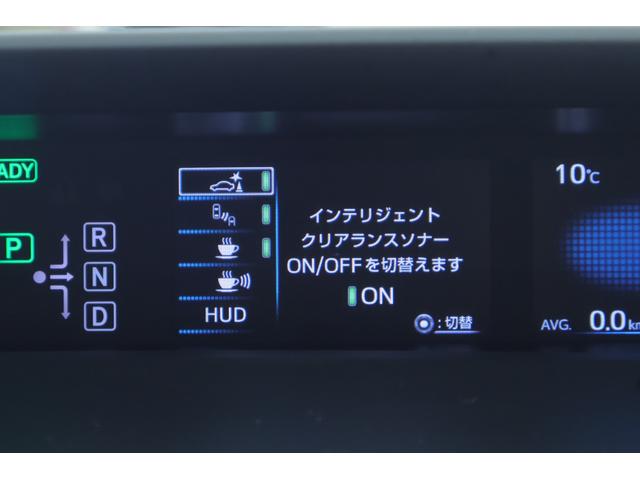 ADY
P
R
N
D
HUD
インテリジェント
クリアランスソナー
ON/OFFを切替えます
ON
:切替
10℃
AVG. 0.0 km